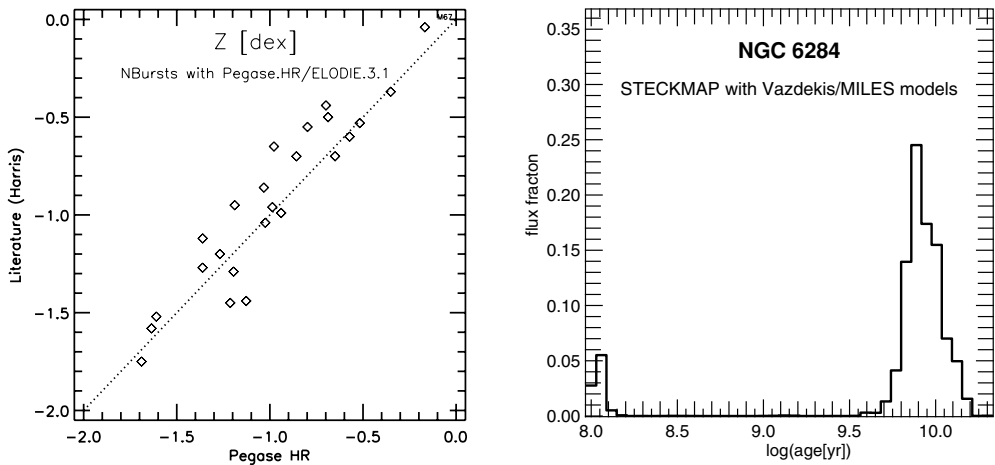 0.0
M67
Z [dex]
NBursts with Pegase.HR/ELODIE.3.1
−0.5
−1.0
−1.5
−2.0
Literature (Harris)
−2.0 −1.5 −1.0 −0.5 0.0
Pegase HR
0.35
NGC 6284
STECKMAP with Vazdekis/MILES models
0.30
0.25
0.20
0.15
0.10
0.05
0.00
flux fracton
8.0 8.5 9.0 9.5 10.0
log(age[yr])